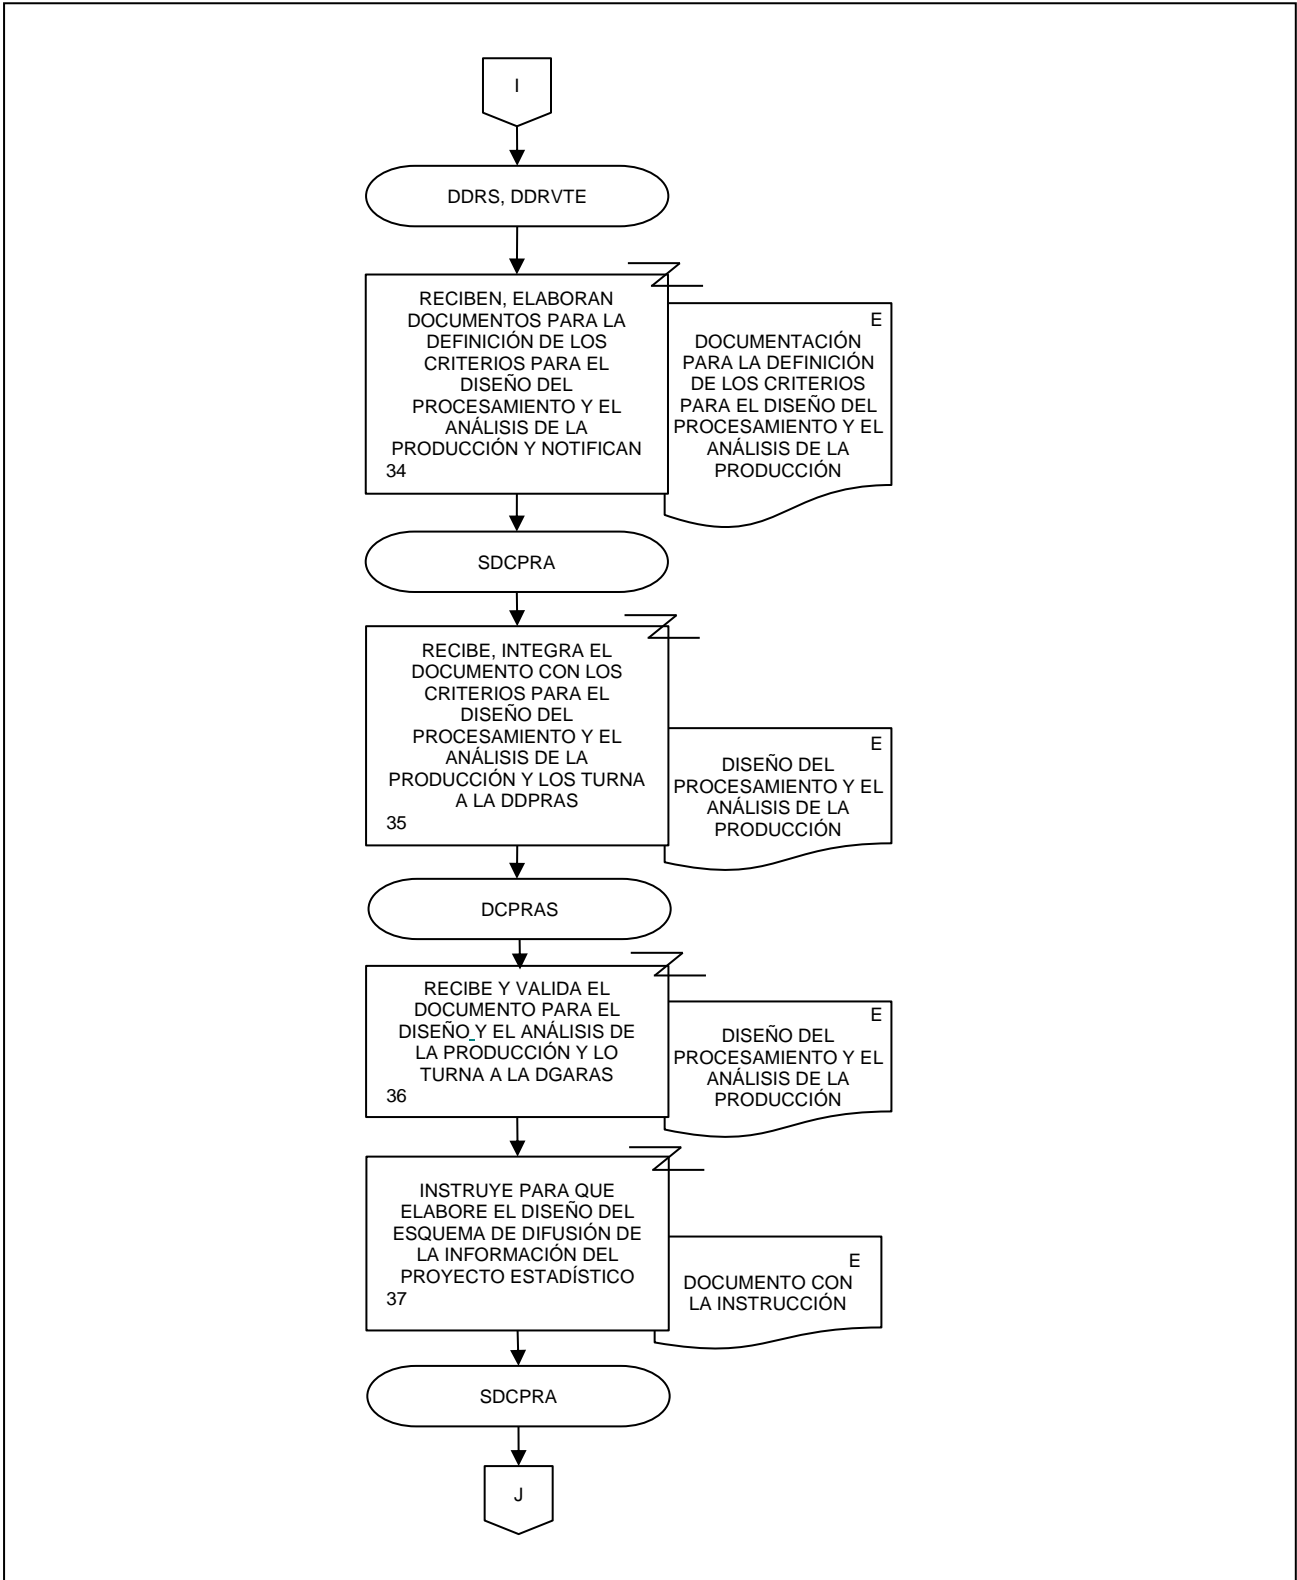 I
DDRS, DDRVTE
RECIBEN, ELABORAN
DOCUMENTOS PARA LA
DEFINICIÓN DE LOS
CRITERIOS PARA EL
DISEÑO DEL
PROCESAMIENTO Y EL
ANÁLISIS DE LA
PRODUCCIÓN Y NOTIFICAN
34
E
DOCUMENTACIÓN
PARA LA DEFINICIÓN
DE LOS CRITERIOS
PARA EL DISEÑO DEL
PROCESAMIENTO Y EL
ANÁLISIS DE LA
PRODUCCIÓN
SDCPRA
RECIBE, INTEGRA EL
DOCUMENTO CON LOS
CRITERIOS PARA EL
DISEÑO DEL
PROCESAMIENTO Y EL
ANÁLISIS DE LA
PRODUCCIÓN Y LOS TURNA
A LA DDPRAS
35
E
DISEÑO DEL
PROCESAMIENTO Y EL
ANÁLISIS DE LA
PRODUCCIÓN
DCPRAS
RECIBE Y VALIDA EL
DOCUMENTO PARA EL
DISEÑO Y EL ANÁLISIS DE
LA PRODUCCIÓN Y LO
TURNA A LA DGARAS
36
E
DISEÑO DEL
PROCESAMIENTO Y EL
ANÁLISIS DE LA
PRODUCCIÓN
INSTRUYE PARA QUE
ELABORE EL DISEÑO DEL
ESQUEMA DE DIFUSIÓN DE
LA INFORMACIÓN DEL
PROYECTO ESTADÍSTICO
37
E
DOCUMENTO CON
LA INSTRUCCIÓN
SDCPRA
J